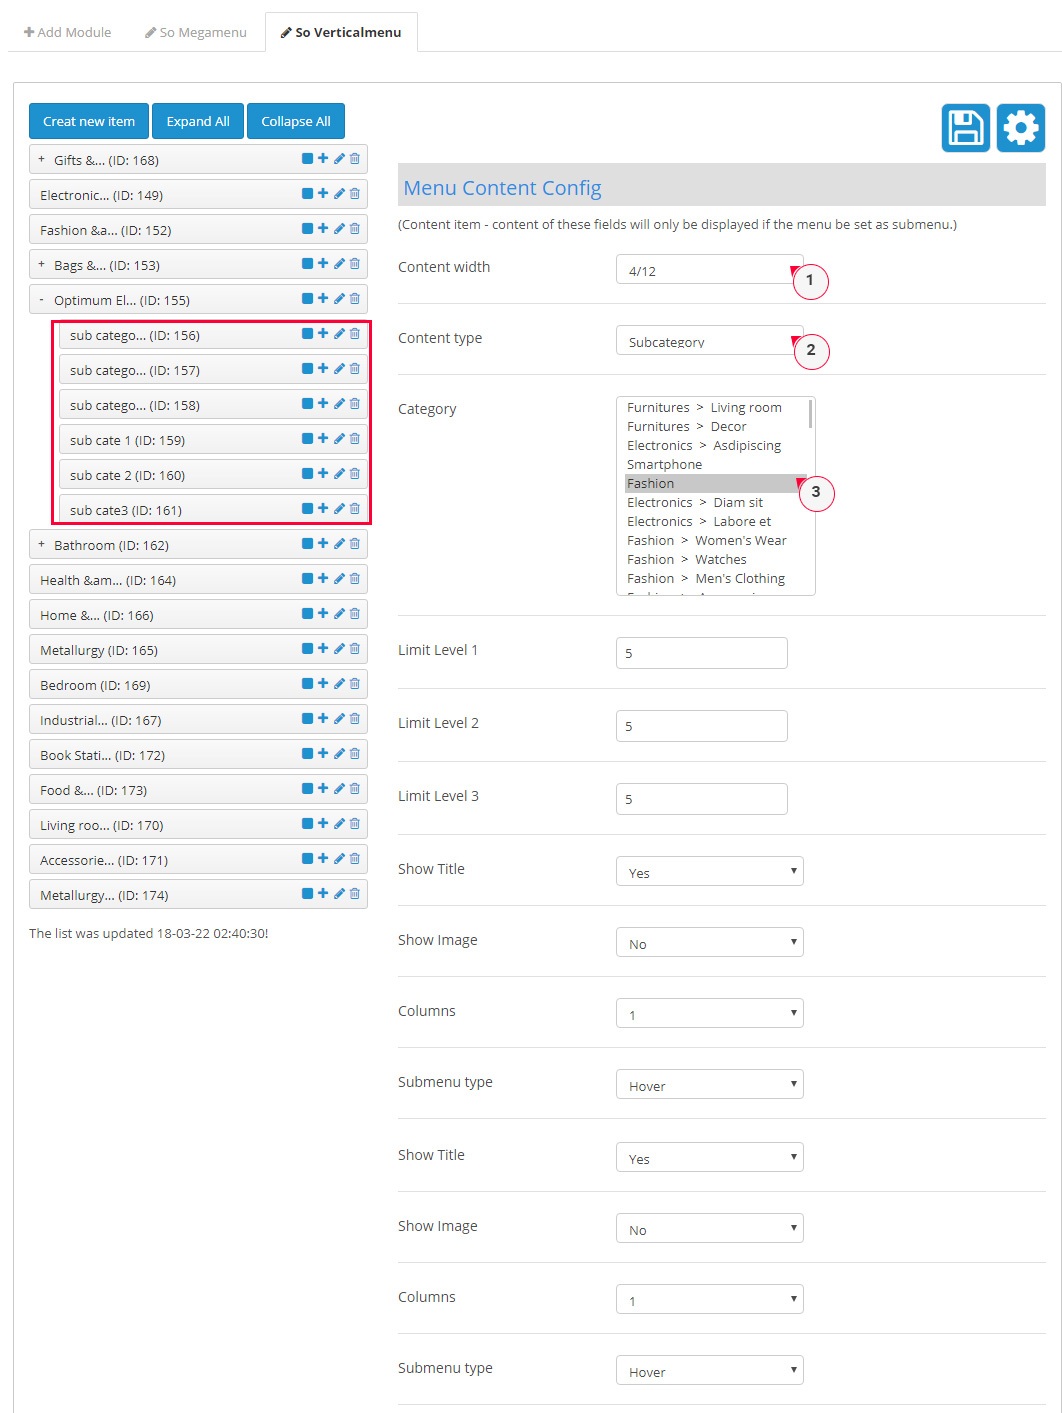 Add Module
So Megamenu
So Verticalmenu
Creat new item
Expand All
Collapse All
+ Gifts &... (ID: 168)
Electronic... (ID: 149)
Fashion &a... (ID: 152)
+ Bags &... (ID: 153)
- Optimum El... (ID: 155)
sub catego... (ID: 156)
sub catego... (ID: 157)
sub catego... (ID: 158)
sub cate 1 (ID: 159)
sub cate 2 (ID: 160)
sub cate3 (ID: 161)
+ Bathroom (ID: 162)
Health &am... (ID: 164)
Home &... (ID: 166)
Metallurgy (ID: 165)
Bedroom (ID: 169)
Industrial... (ID: 167)
Book Stati... (ID: 172)
Food &... (ID: 173)
Living roo... (ID: 170)
Accessorie... (ID: 171)
Metallurgy... (ID: 174)
The list was updated 18-03-22 02:40:30!
Menu Content Config
(Content item - content of these fields will only be displayed if the menu be set as submenu.)
Content width
4/12
1
Content type
Subcategory
2
Category
Furnitures > Living room
Furnitures > Decor
Electronics > Asdipiscing
Smartphone
Fashion
3
Electronics > Diam sit
Electronics > Labore et
Fashion > Women's Wear
Fashion > Watches
Fashion > Men's Clothing
Limit Level 1
5
Limit Level 2
5
Limit Level 3
5
Show Title
Yes
Show Image
No
Columns
1
Submenu type
Hover
Show Title
Yes
Show Image
No
Columns
1
Submenu type
Hover